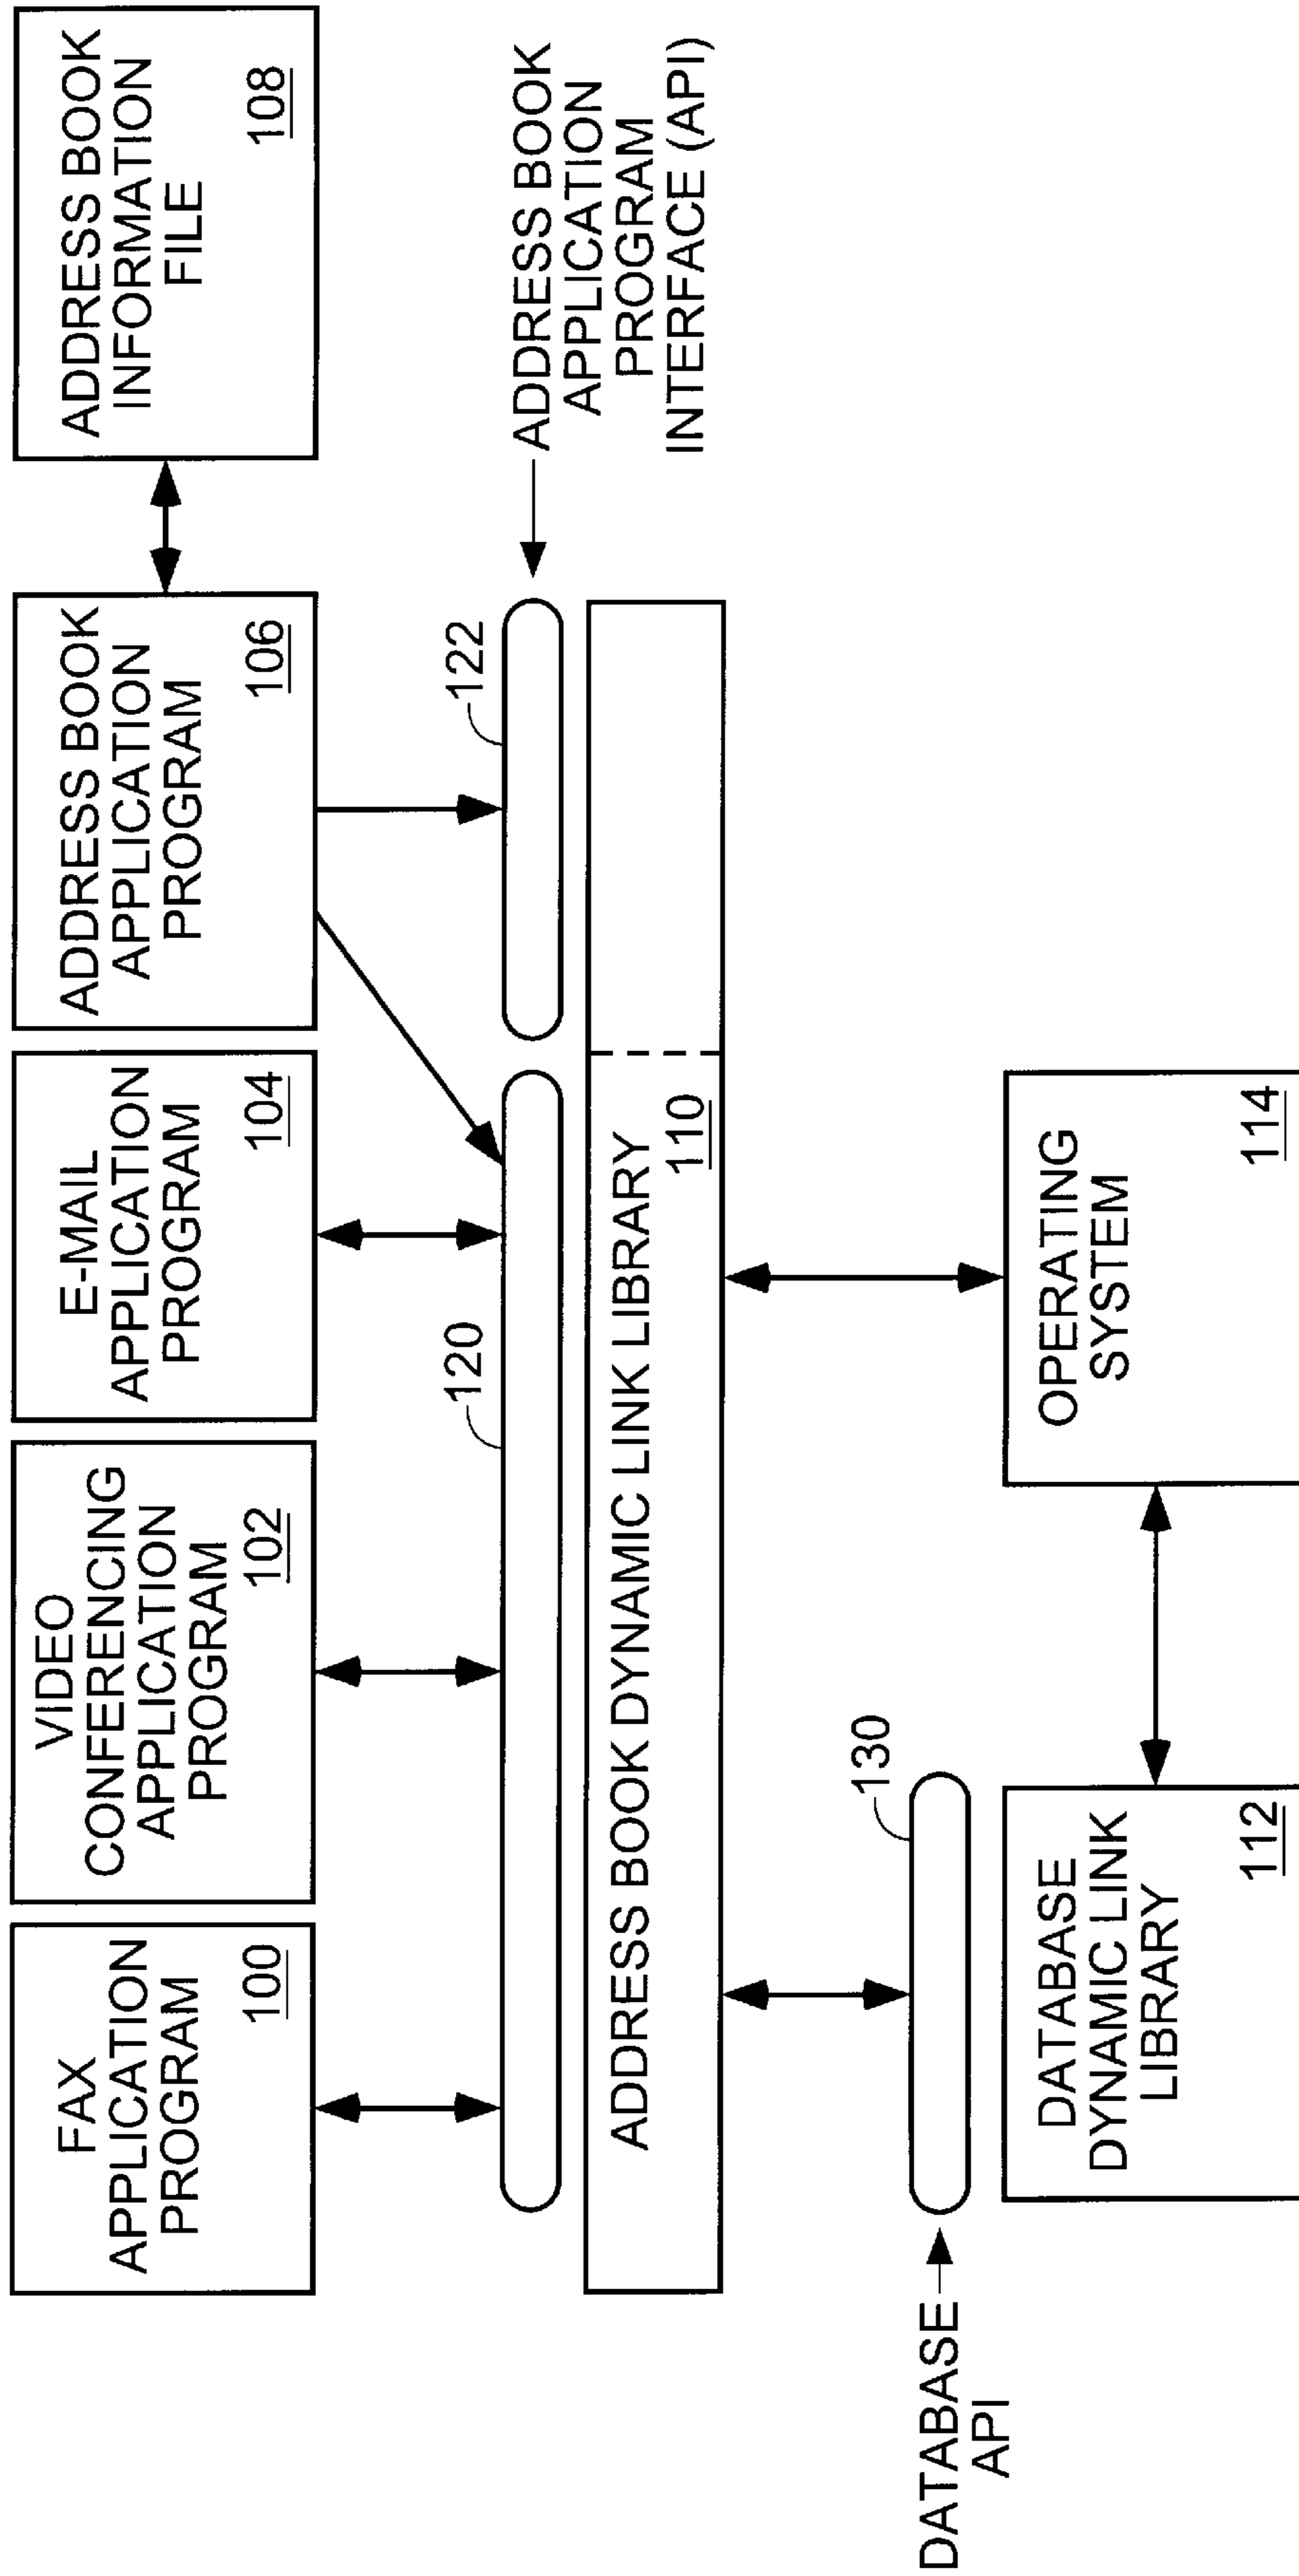 FAX
APPLICATION
PROGRAM
100
VIDEO
CONFERENCING
APPLICATION
PROGRAM
102
E-MAIL
APPLICATION
PROGRAM
104
ADDRESS BOOK
APPLICATION
PROGRAM
106
ADDRESS BOOK
INFORMATION
FILE
108
120
122
ADDRESS BOOK
APPLICATION
PROGRAM
INTERFACE (API)
ADDRESS BOOK DYNAMIC LINK LIBRARY
110
DATABASE
API
130
DATABASE
DYNAMIC LINK
LIBRARY
112
OPERATING
SYSTEM
114